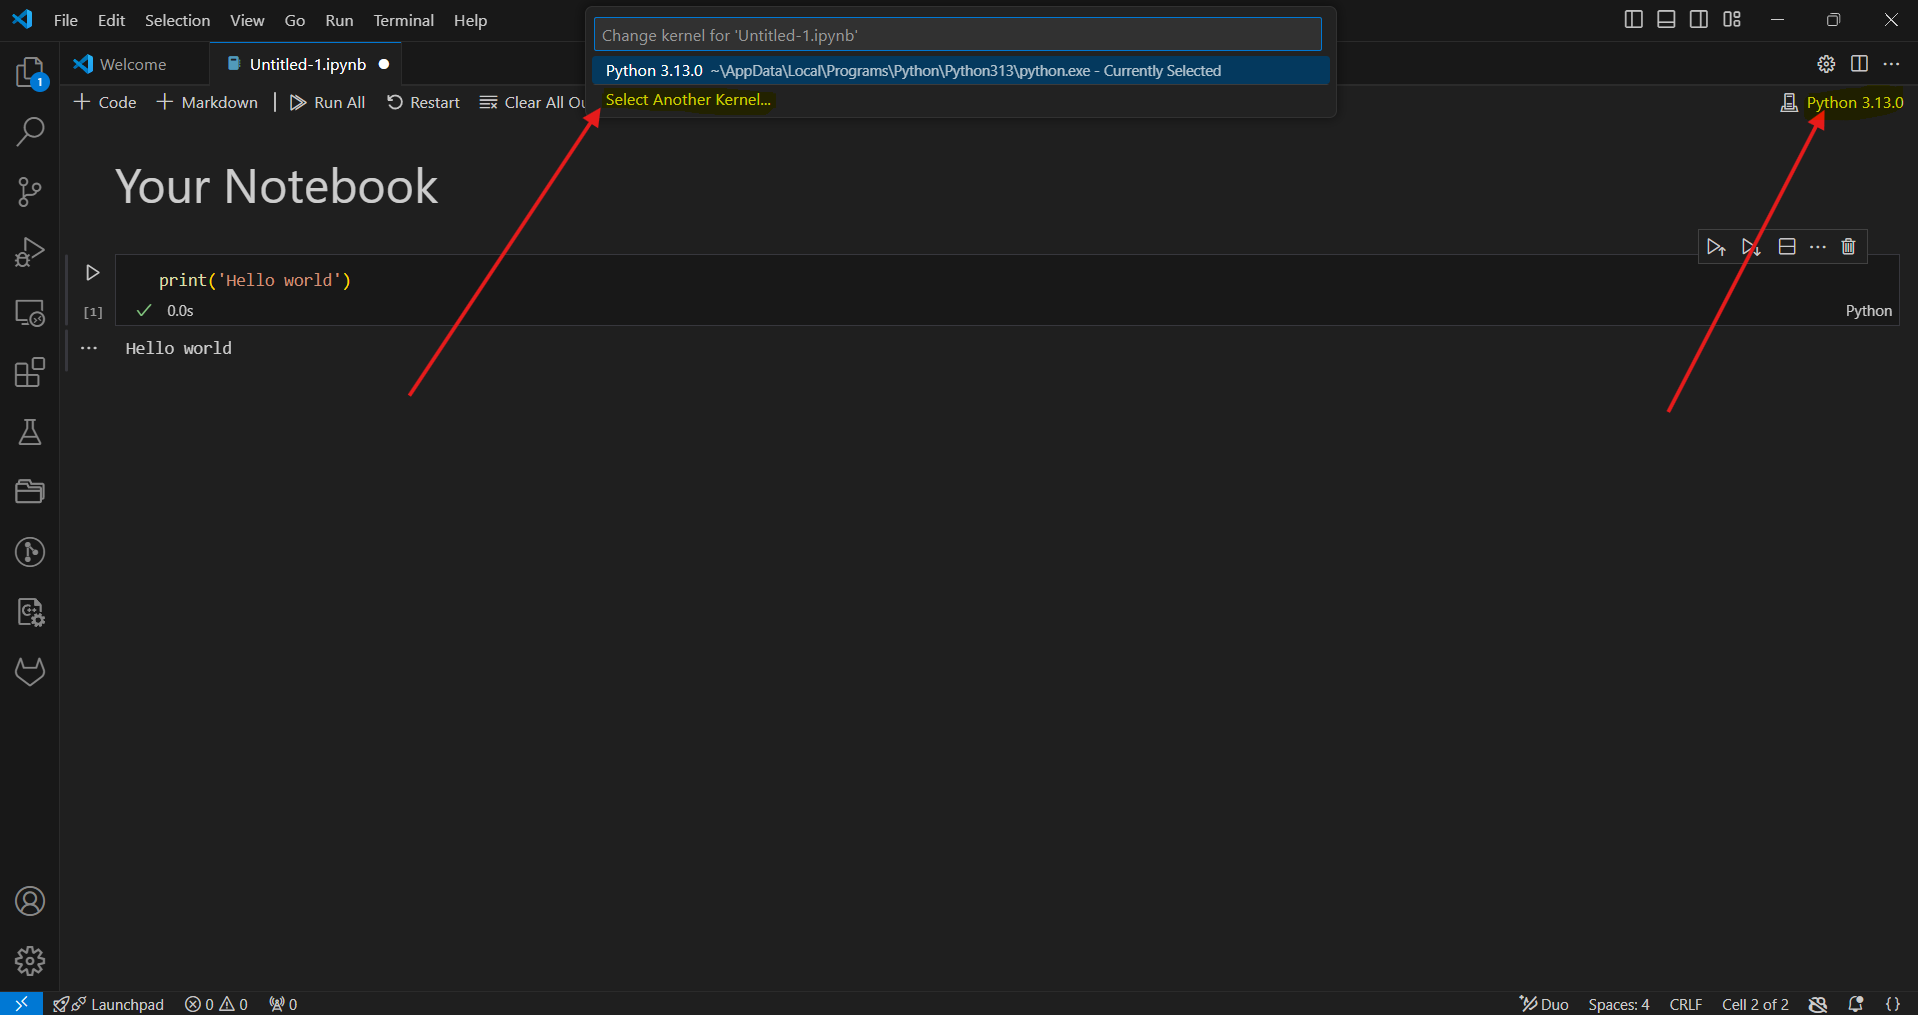 File Edit Selection View Go Run Terminal Help
Change kernel for 'Untitled-1.ipynb'
Python 3.13.0 ~\AppData\Local\Programs\Python\Python313\python.exe - Currently Selected
Select Another Kernel...
1
Welcome Untitled-1.ipynb
Code Markdown Run All Restart Clear All Ou
Python 3.13.0
Your Notebook
print('Hello world')
[1] 0.0s
Python
Hello world
Launchpad 0 0 0
Duo Spaces: 4 CRLF Cell 2 of 2 {}